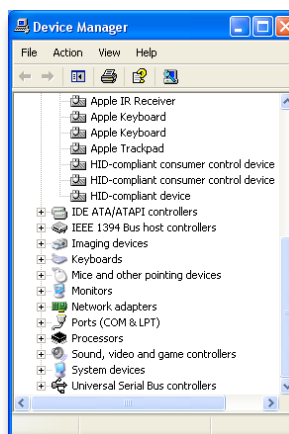 Device Manager
File Action View Help
Apple IR Receiver
Apple Keyboard
Apple Keyboard
Apple Trackpad
HID-compliant consumer control device
HID-compliant consumer control device
HID-compliant device
IDE ATA/ATAPI controllers
IEEE 1394 Bus host controllers
Imaging devices
Keyboards
Mice and other pointing devices
Monitors
Network adapters
Ports (COM & LPT)
Processors
Sound, video and game controllers
System devices
Universal Serial Bus controllers